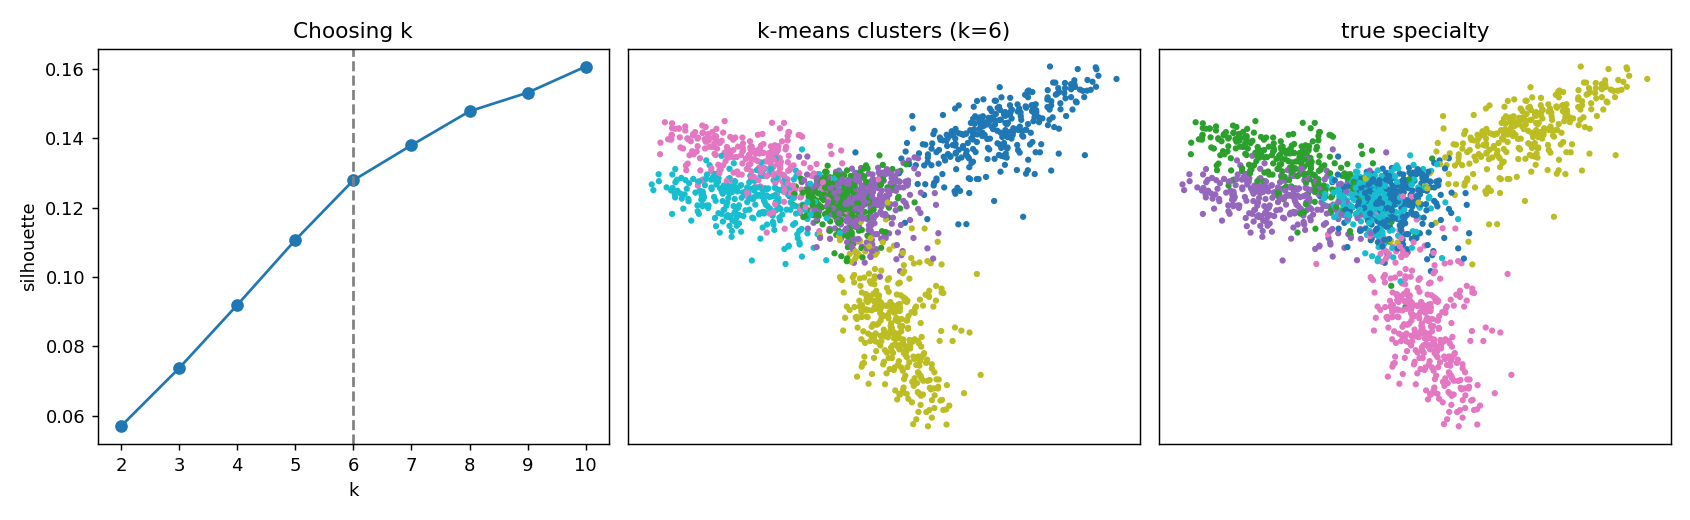 Choosing k
k-means clusters (k=6)
true specialty
silhouette
0.16
0.14
0.12
0.10
0.08
0.06
2 3 4 5 6 7 8 9 10
k